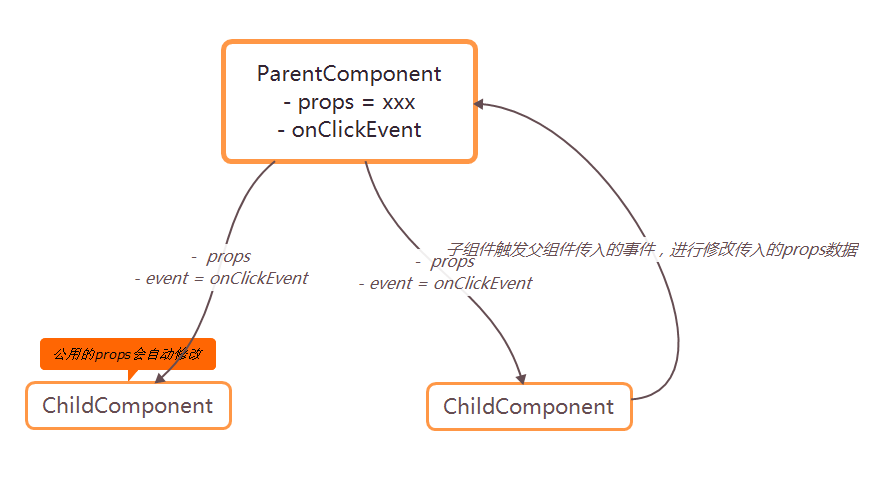 ParentComponent
- props = xxx
- onClickEvent
子组件触发父组件传入的事件，进行修改传入的props数据
- props
- event = onClickEvent
- props
- event = onClickEvent
公用的props会自动修改
ChildComponent
ChildComponent